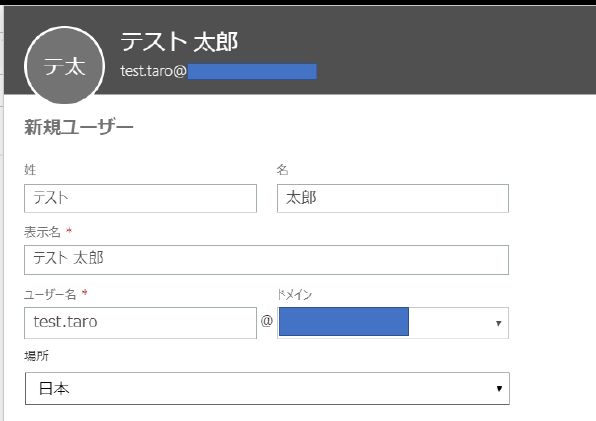 テ太
テスト 太郎
test.taro@
新規ユーザー
姓 名
テスト 太郎
表示名 *
テスト 太郎
ユーザー名 * ドメイン
test.taro @
場所
日本